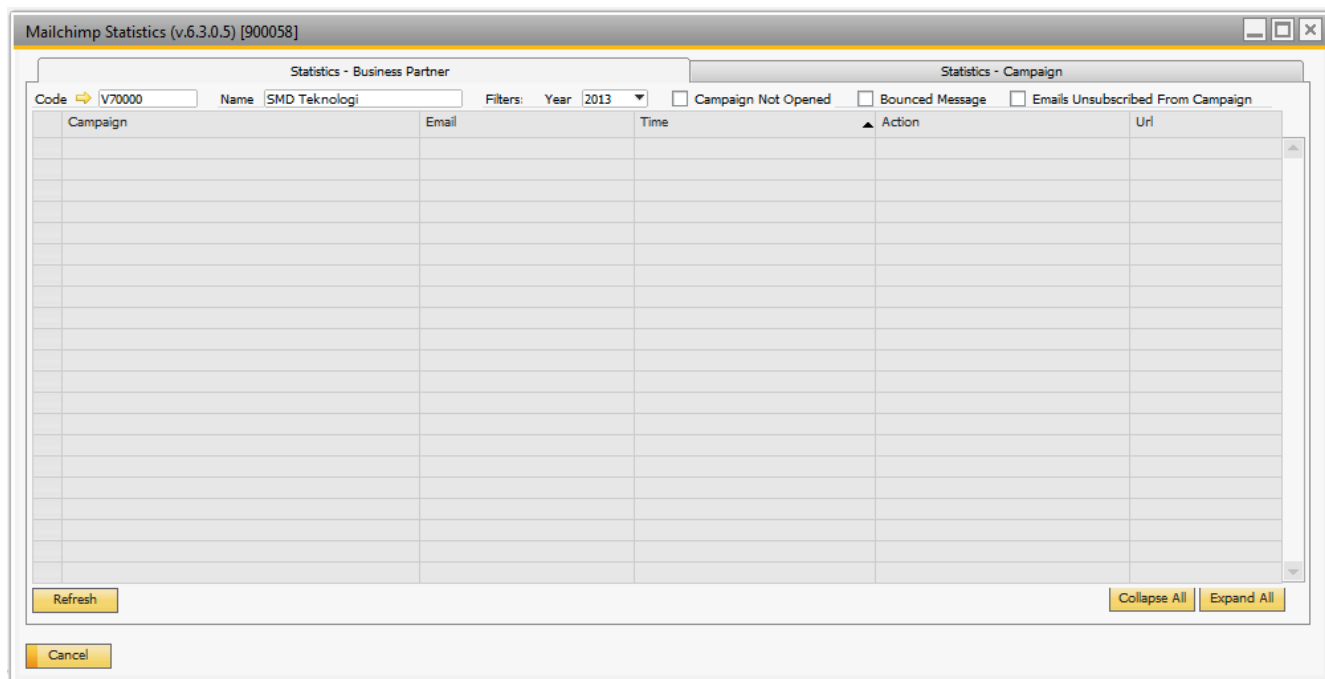 Mailchimp Statistics (v.6.3.0.5) [900058]
Statistics - Business Partner Statistics - Campaign
Code V70000 Name SMD Teknologi Filters: Year 2013 Campaign Not Opened Bounced Message Emails Unsubscribed From Campaign
Campaign Email Time Action Url
Refresh Collapse All Expand All
Cancel